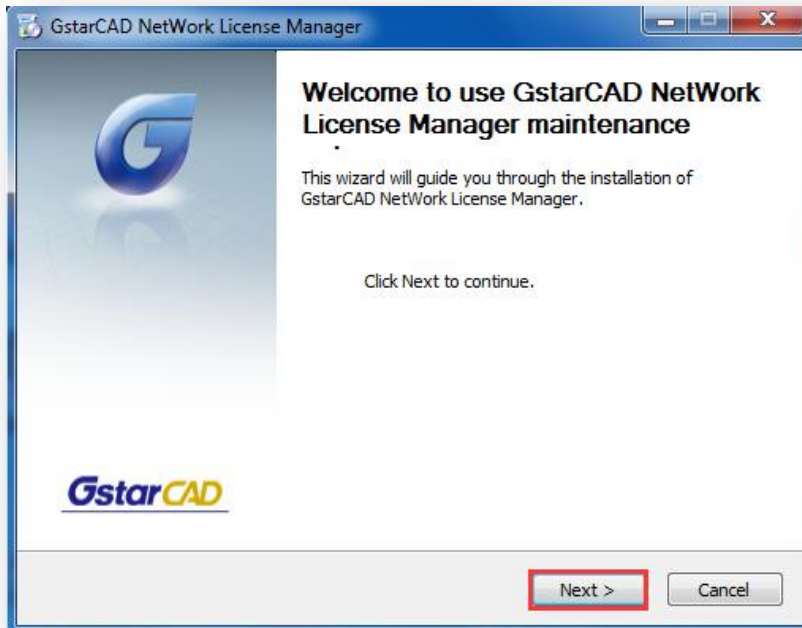 GstarCAD NetWork License Manager
Welcome to use GstarCAD NetWork
License Manager maintenance
This wizard will guide you through the installation of
GstarCAD NetWork License Manager.
Click Next to continue.
GstarCAD
Next >
Cancel